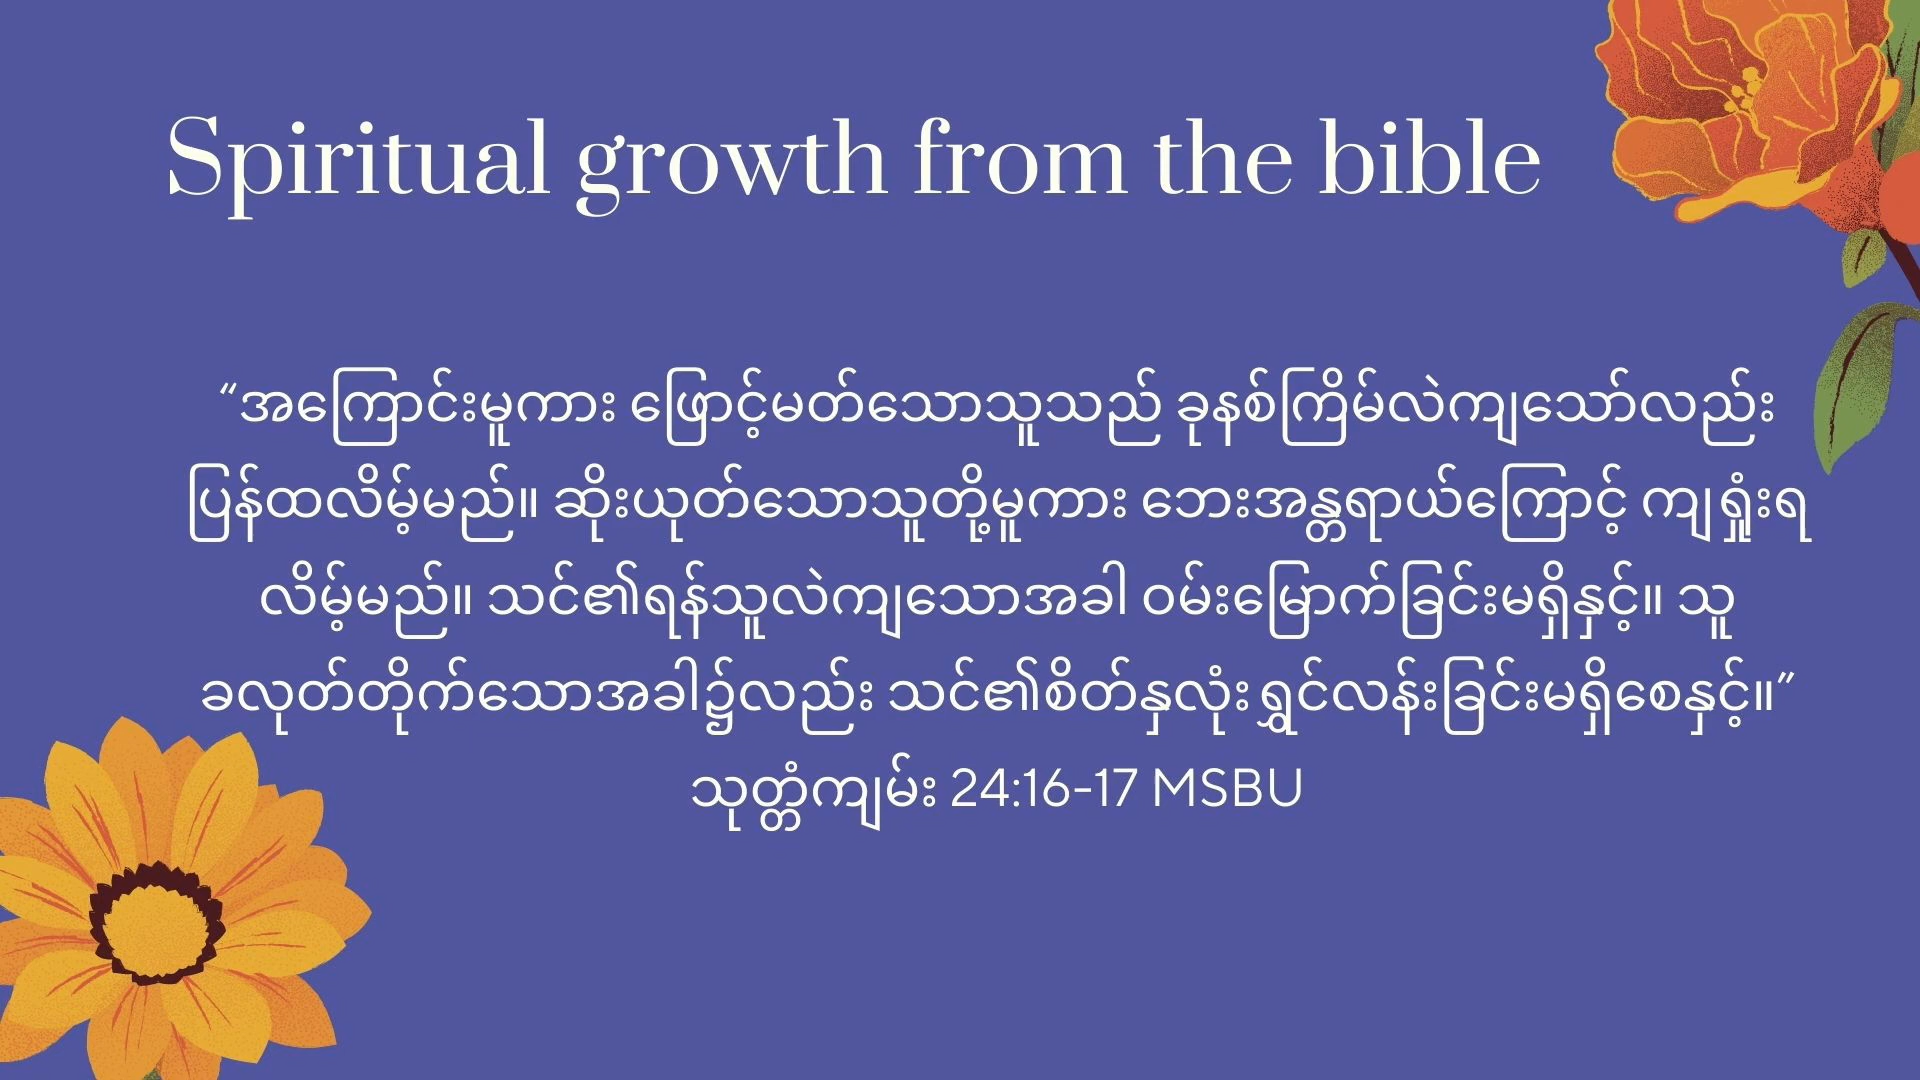 Spiritual growth from the bible
“အကြောင်းမူကား ဖြောင့်မတ်သောသူသည် ခုနစ်ကြိမ်လဲကျသော်လည်း
ပြန်ထလိမ့်မည်။ ဆိုးယုတ်သောသူတို့မူကား ဘေးအန္တရာယ်ကြောင့် ကျရှုံးရ
လိမ့်မည်။ သင်၏ရန်သူလဲကျသောအခါ ဝမ်းမြောက်ခြင်းမရှိနှင့်။ သူ
ခလုတ်တိုက်သောအခါ၌လည်း သင်၏စိတ်နှလုံးရွှင်လန်းခြင်းမရှိစေနှင့်။”
သုတ္တံကျမ်း 24:16-17 MSBU